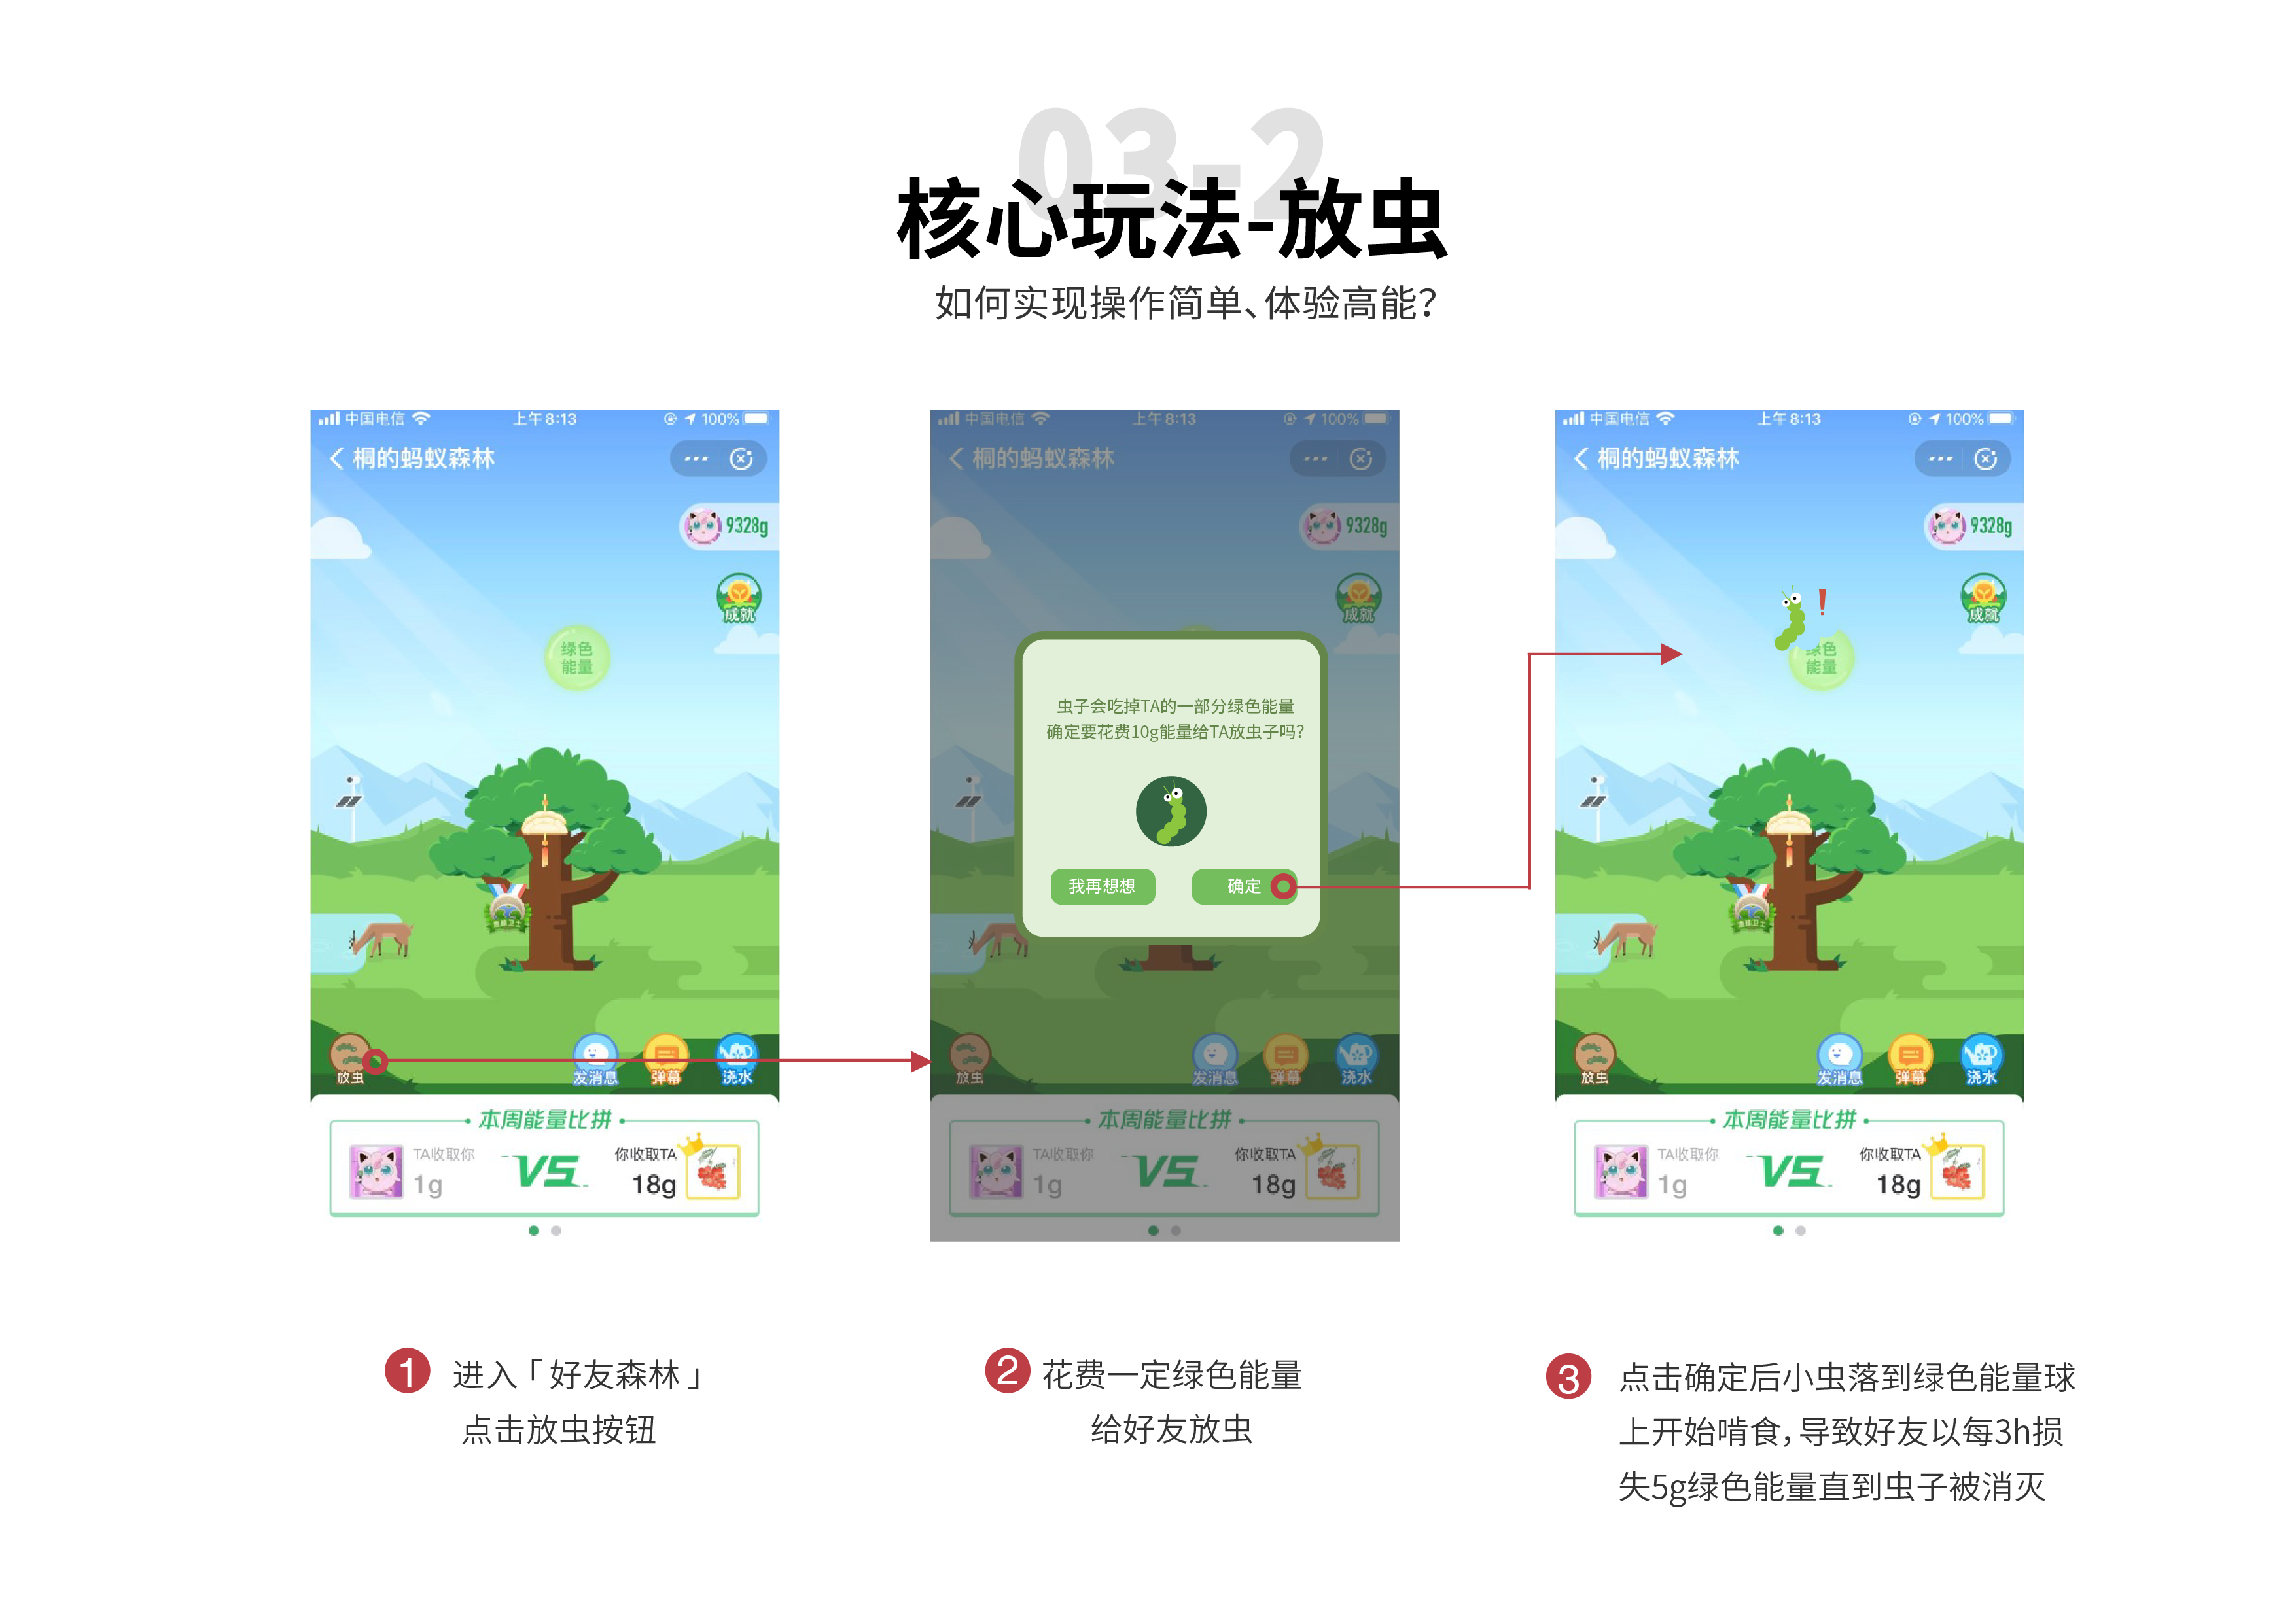 03-2
核心玩法-放虫
如何实现操作简单、体验高能？
中国电信 上午8:13 100%
桐的蚂蚁森林
9328g
成就
绿色
能量
放虫 发消息 弹幕 浇水
本周能量比拼
TA收取你 VS 你收取TA
1g 18g
中国电信 上午8:13 100%
桐的蚂蚁森林
9328g
成就
虫子会吃掉TA的一部分绿色能量
确定要花费10g能量给TA放虫子吗？
我再想想 确定
放虫 发消息 弹幕 浇水
本周能量比拼
TA收取你 VS 你收取TA
1g 18g
中国电信 上午8:13 100%
桐的蚂蚁森林
9328g
成就
!
绿色
能量
放虫 发消息 弹幕 浇水
本周能量比拼
TA收取你 VS 你收取TA
1g 18g
1 进入「好友森林」
点击放虫按钮
2 花费一定绿色能量
给好友放虫
3 点击确定后小虫落到绿色能量球
上开始啃食，导致好友以每3h损
失5g绿色能量直到虫子被消灭